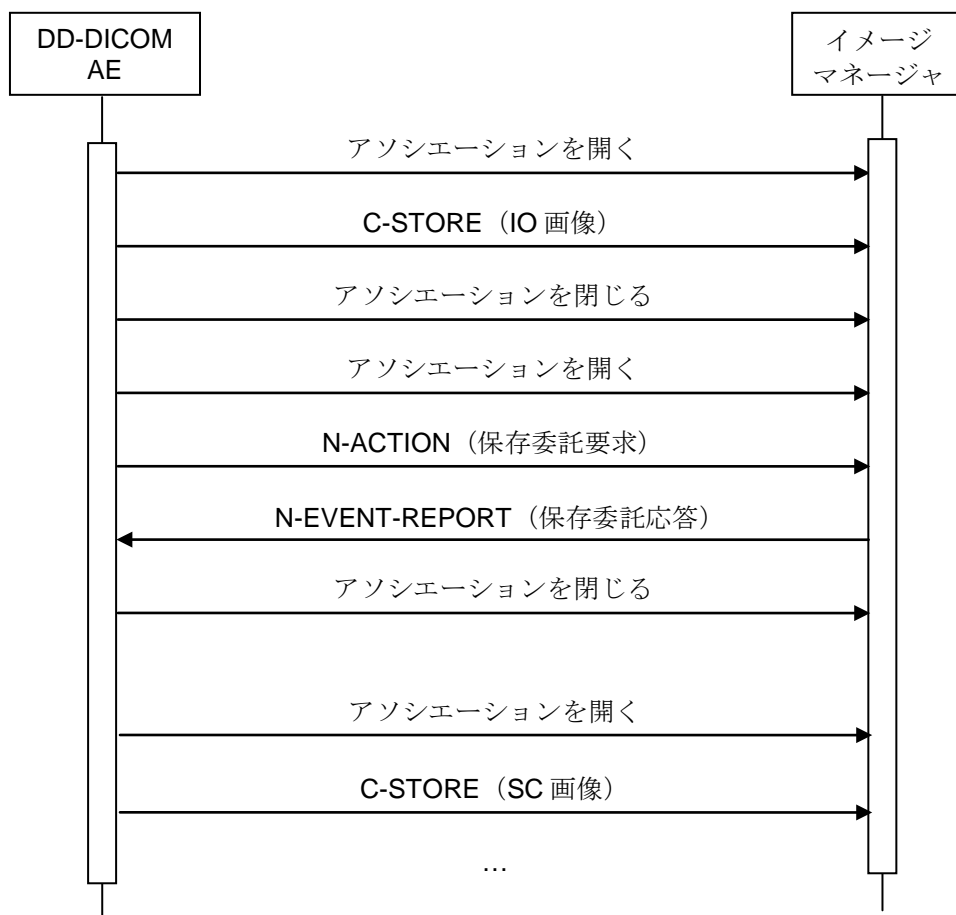 DD-DICOM
AE
イメージ
マネージャ
アソシエーションを開く
C-STORE（IO 画像）
アソシエーションを閉じる
アソシエーションを開く
N-ACTION（保存委託要求）
N-EVENT-REPORT（保存委託応答）
アソシエーションを閉じる
アソシエーションを開く
C-STORE（SC 画像）
…